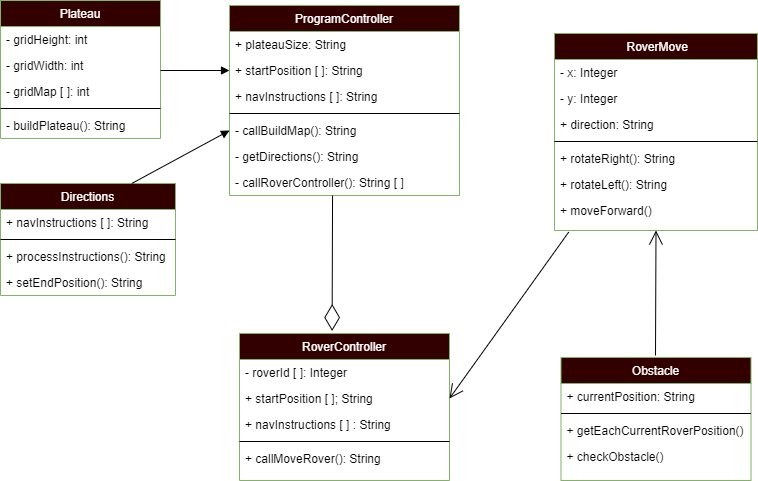 Plateau
- gridHeight: int
- gridWidth: int
- gridMap [ ]: int
- buildPlateau(): String
ProgramController
+ plateauSize: String
+ startPosition [ ]: String
+ navInstructions [ ]: String
- callBuildMap(): String
- getDirections(): String
- callRoverController(): String [ ]
RoverMove
- x: Integer
- y: Integer
+ direction: String
+ rotateRight(): String
+ rotateLeft(): String
+ moveForward()
Directions
+ navInstructions [ ]: String
+ processInstructions(): String
+ setEndPosition(): String
RoverController
- roverId [ ]: Integer
+ startPosition [ ]; String
+ navInstructions [ ] : String
+ callMoveRover(): String
Obstacle
+ currentPosition: String
+ getEachCurrentRoverPosition()
+ checkObstacle()